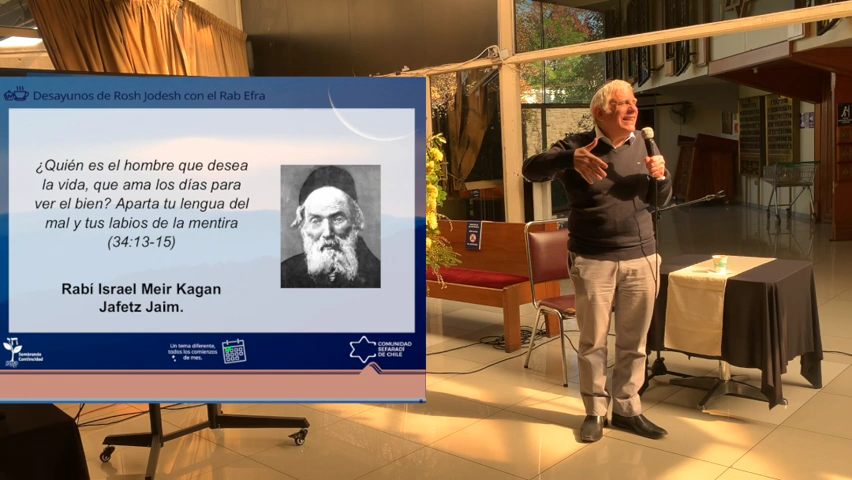 Desayunos de Rosh Jodesh con el Rab Efra
¿Quién es el hombre que desea
la vida, que ama los días para
ver el bien? Aparta tu lengua del
mal y tus labios de la mentira
(34:13-15)
Rabí Israel Meir Kagan
Jafetz Jaim.
Sembrando
Continuidad
Un tema diferente,
todos los comienzos
de mes.
COMUNIDAD
SEFARADÍ
DE CHILE